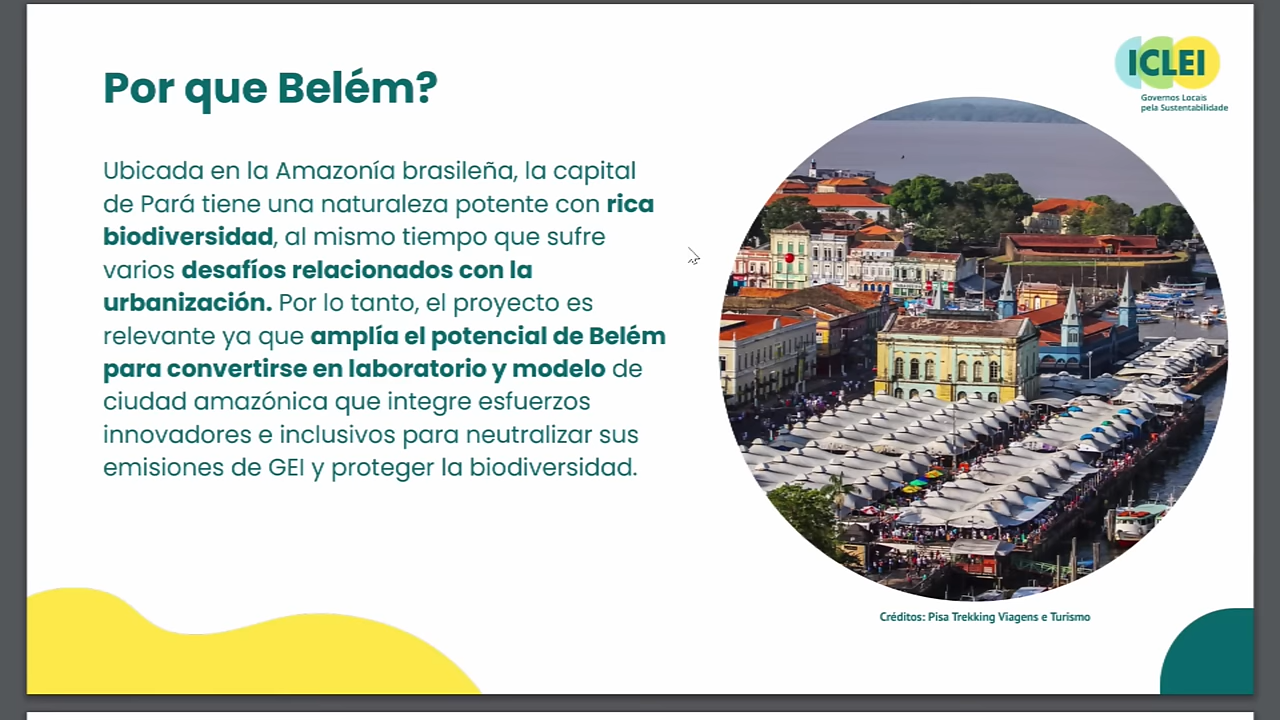 Por que Belém?
ICLEI
Governos Locais
pela Sustentabilidade
Ubicada en la Amazonía brasileña, la capital
de Pará tiene una naturaleza potente con rica
biodiversidad, al mismo tiempo que sufre
varios desafíos relacionados con la
urbanización. Por lo tanto, el proyecto es
relevante ya que amplía el potencial de Belém
para convertirse en laboratorio y modelo de
ciudad amazónica que integre esfuerzos
innovadores e inclusivos para neutralizar sus
emisiones de GEI y proteger la biodiversidad.
Créditos: Pisa Trekking Viagens e Turismo